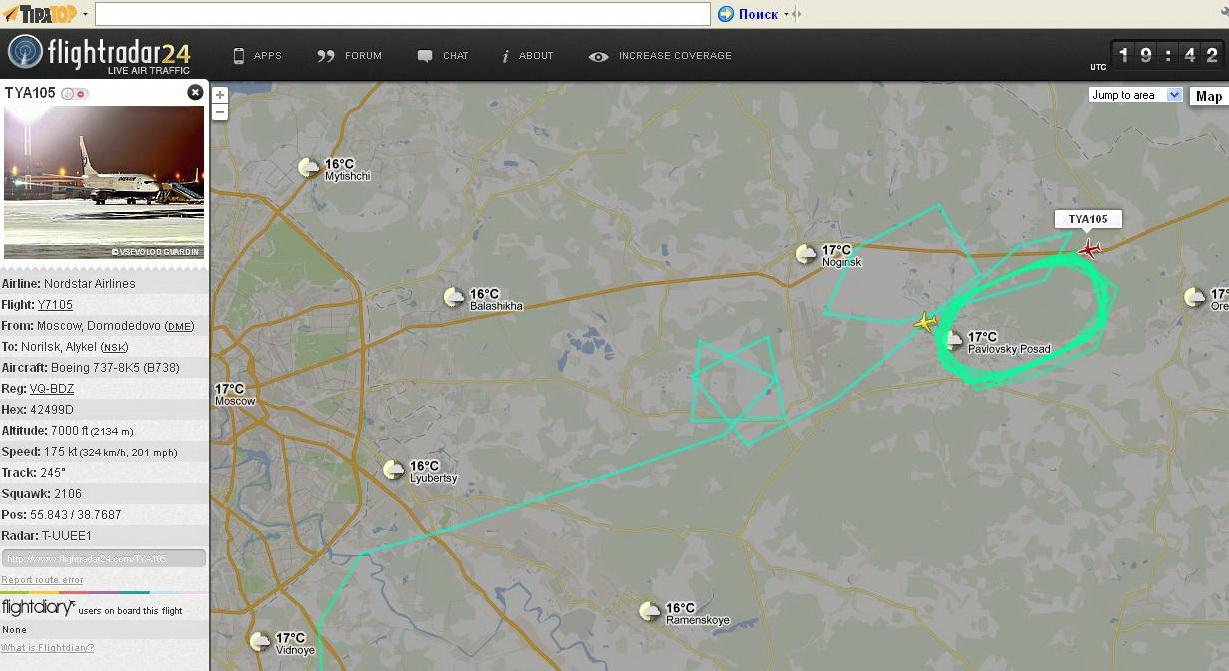 TIPATOP
Поиск
flightradar24
LIVE AIR TRAFFIC
APPS
FORUM
CHAT
i ABOUT
INCREASE COVERAGE
UTC 19:42
TYA105
Jump to area
Map
© VSEVOLOD GVARDIN
Airline: Nordstar Airlines
Flight: Y7105
From: Moscow, Domodedovo (DME)
To: Norilsk, Alykel (NSK)
Aircraft: Boeing 737-8K5 (B738)
Reg: VQ-BDZ
Hex: 42499D
Altitude: 7000 ft (2134 m)
Speed: 175 kt (324 km/h, 201 mph)
Track: 245°
Squawk: 2106
Pos: 55.843 / 38.7687
Radar: T-UUEE1
http://www.flightradar24.com/TYA105
Report route error
flightdiary users on board this flight
None
What is Flightdiary?
16°C
Mytishchi
TYA105
17°C
Noginsk
16°C
Balashikha
17°
Ore
17°C
Pavlovsky Posad
17°C
Moscow
16°C
Lyubertsy
16°C
Ramenskoye
17°C
Vidnoye